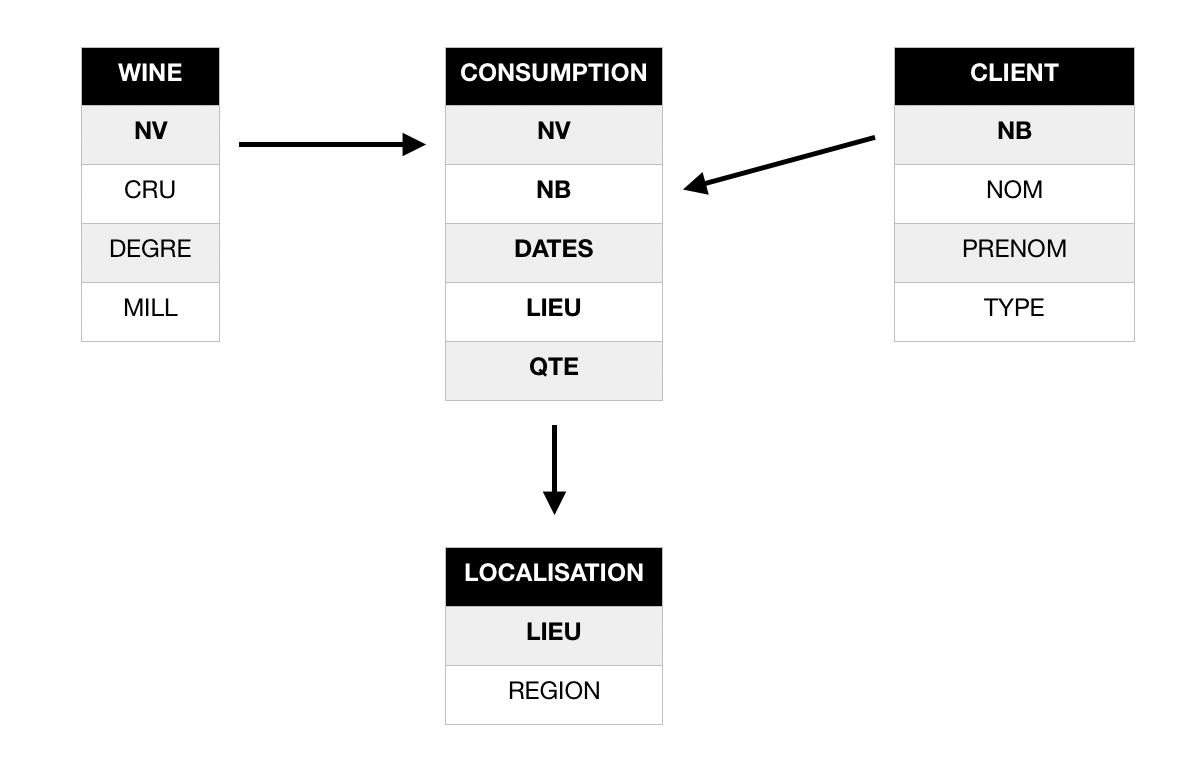 WINE
NV
CRU
DEGRE
MILL
CONSUMPTION
NV
NB
DATES
LIEU
QTE
CLIENT
NB
NOM
PRENOM
TYPE
LOCALISATION
LIEU
REGION